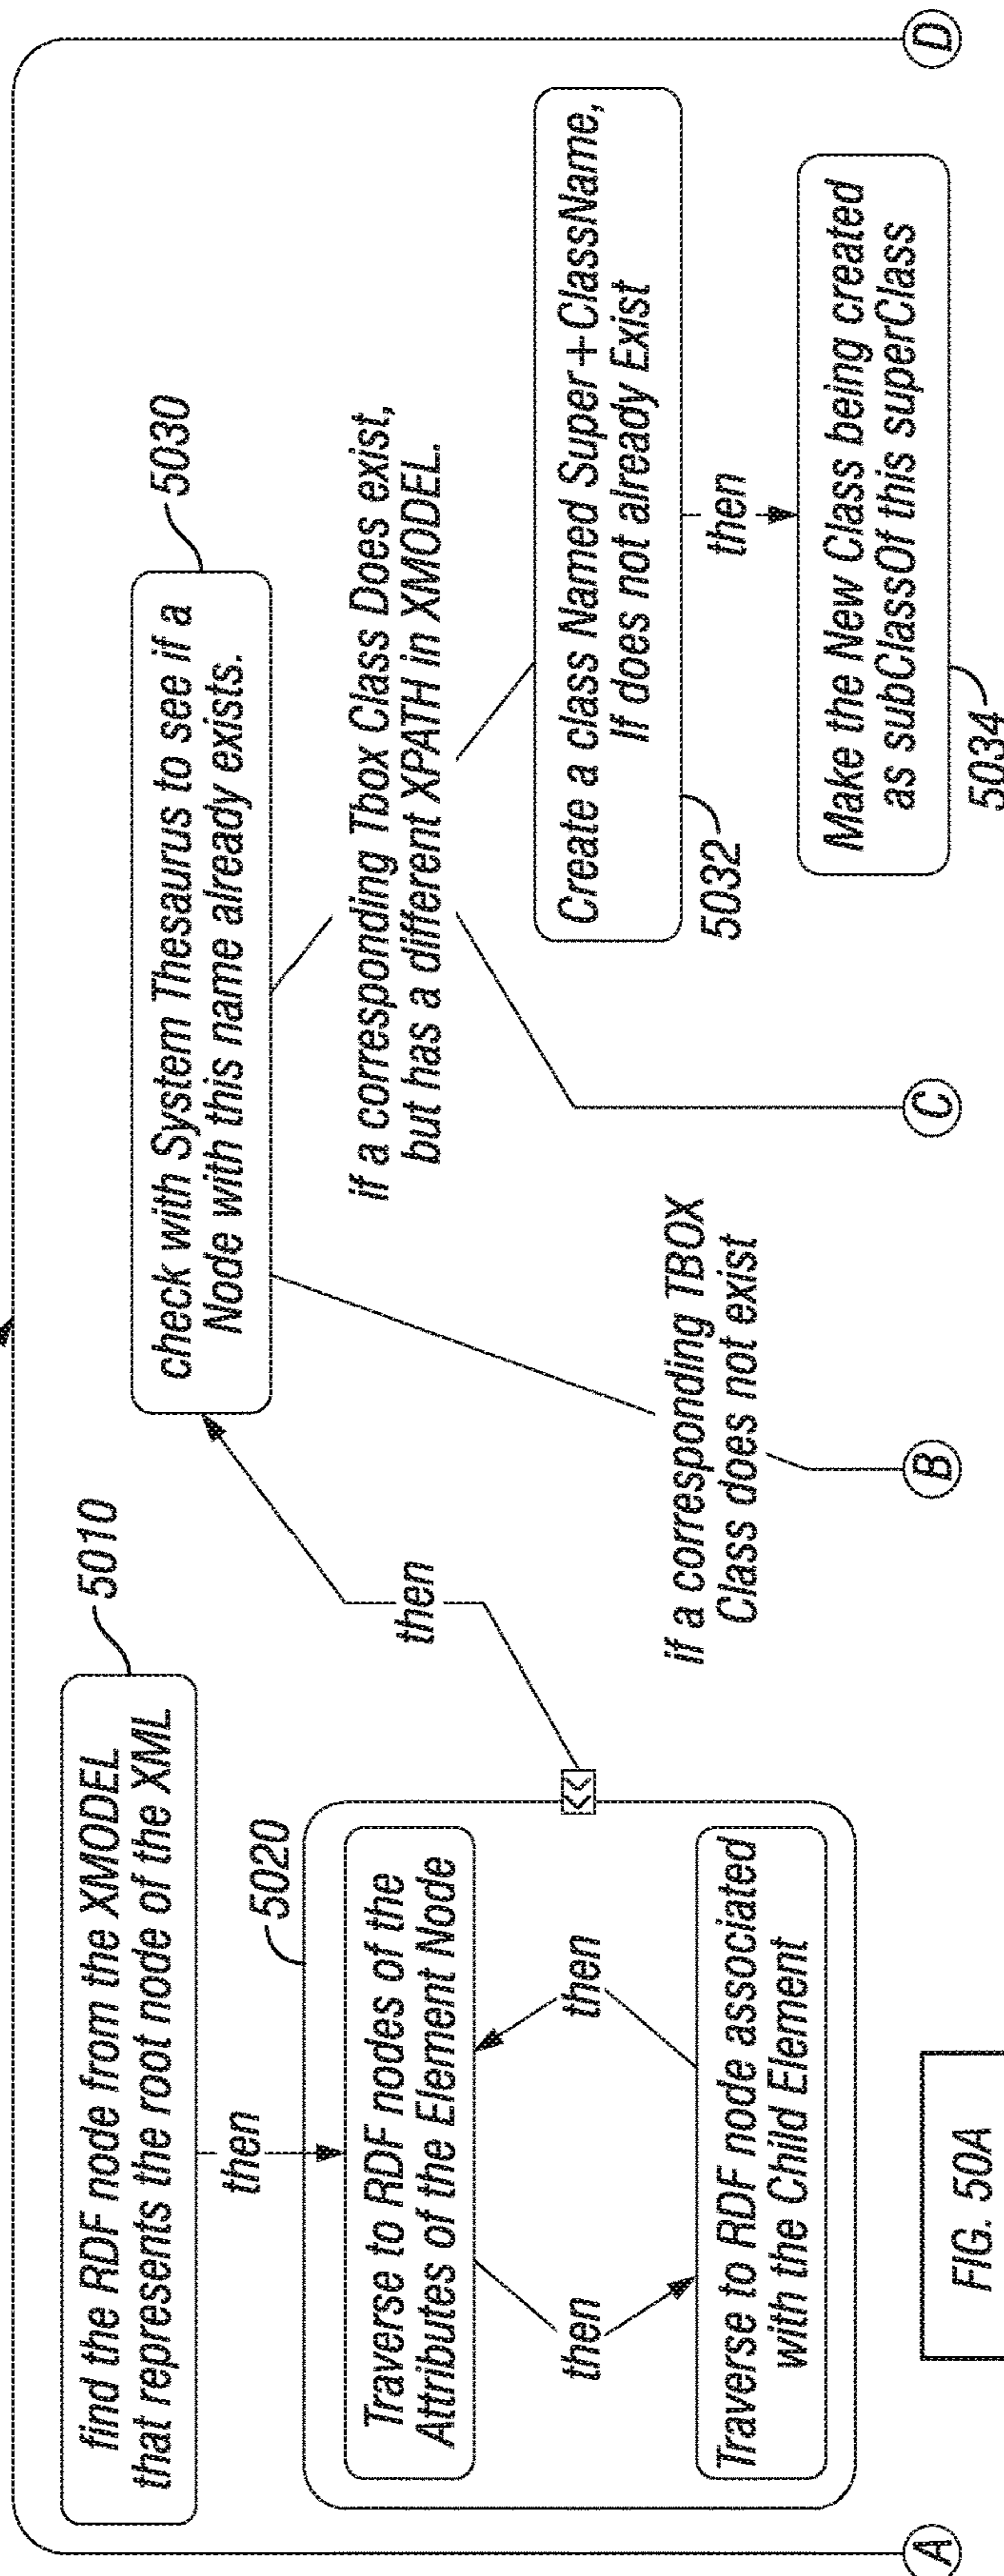 find the RDF node from the XMODEL
that represents the root node of the XML
5010
then
5020
Traverse to RDF nodes of the
Attributes of the Element Node
then
then
Traverse to RDF node associated
with the Child Element
then
check with System Thesaurus to see if a
Node with this name already exists.
5030
if a corresponding Tbox Class Does exist,
but has a different XPATH in XMODEL.
if a corresponding TBOX
Class does not exist
Create a class Named Super+ClassName,
If does not already Exist
5032
then
Make the New Class being created
as subClassOf this superClass
5034
A
B
C
D
FIG. 50A